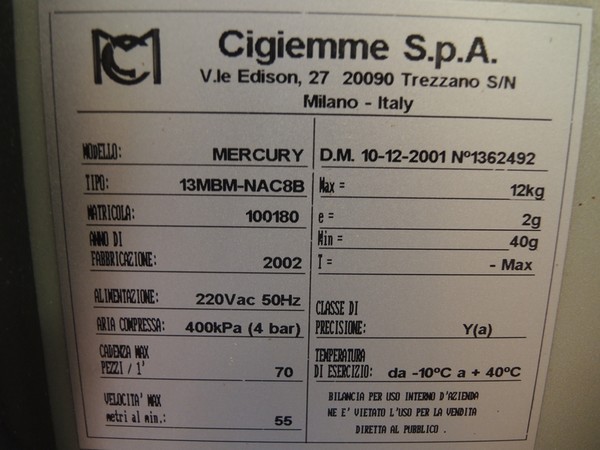 Cigiemme S.p.A.
V.le Edison, 27 20090 Trezzano S/N
Milano - Italy
MODELLO: MERCURY
TIPO: 13MBM-NAC8B
MATRICOLA: 100180
ANNO DI
FABBRICAZIONE: 2002
ALIMENTAZIONE: 220Vac 50Hz
ARIA COMPRESSA: 400kPa (4 bar)
CADENZA MAX
PEZZI / 1' 70
VELOCITA' MAX
metri al min.: 55
D.M. 10-12-2001 Nº1362492
Max = 12kg
e = 2g
Min = 40g
T = - Max
CLASSE DI
PRECISIONE: Y(a)
TEMPERATURA
DI ESERCIZIO: da -10ºC a + 40ºC
BILANCIA PER USO INTERNO D'AZIENDA
NE E' VIETATO L'USO PER LA VENDITA
DIRETTA AL PUBBLICO .